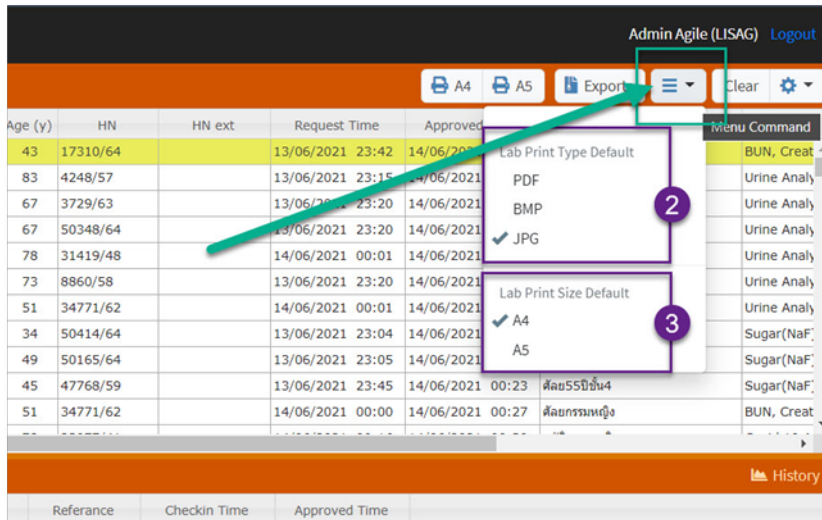 Admin Agile (LISAG) Logout
A4 A5 Export Clear
Menu Command
Age (y) HN HN ext Request Time Approved
43 17310/64 13/06/2021 23:42 14/06/2021 BUN, Creat
83 4248/57 13/06/2021 23:15 14/06/2021 Urine Analy
67 3729/63 13/06/2021 23:20 14/06/2021 Urine Analy
67 50348/64 13/06/2021 23:20 14/06/2021 Urine Analy
78 31419/48 14/06/2021 00:01 14/06/2021 Urine Analy
73 8860/58 13/06/2021 23:20 14/06/2021 Urine Analy
51 34771/62 14/06/2021 00:01 14/06/2021 Urine Analy
34 50414/64 13/06/2021 23:04 14/06/2021 Sugar(NaF)
49 50165/64 13/06/2021 23:05 14/06/2021 Sugar(NaF)
45 47768/59 13/06/2021 23:45 14/06/2021 00:23 ศัลย55ปีชั้น4 Sugar(NaF)
51 34771/62 14/06/2021 00:00 14/06/2021 00:27 ศัลยกรรมหญิง BUN, Creat
Lab Print Type Default
PDF
BMP
JPG
2
Lab Print Size Default
A4
A5
3
History
Referance Checkin Time Approved Time